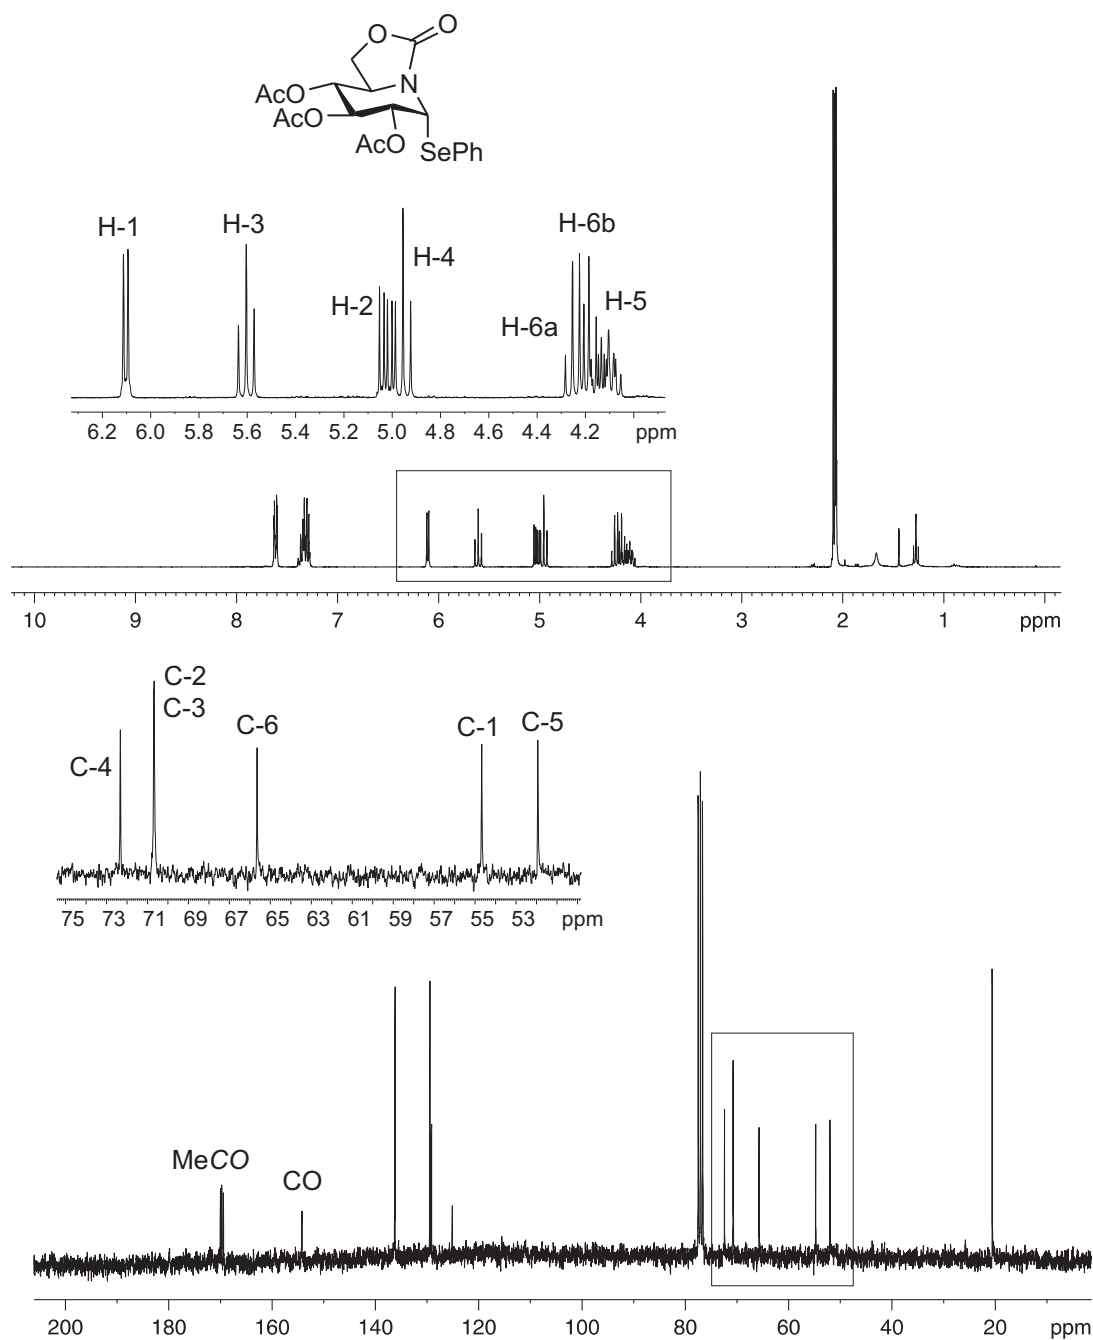 O
O
N
AcO
AcO
AcO
SePh
H-1
H-3
H-6b
H-4
H-2
H-5
H-6a
6.2 6.0 5.8 5.6 5.4 5.2 5.0 4.8 4.6 4.4 4.2 ppm
10 9 8 7 6 5 4 3 2 1 ppm
C-2
C-3
C-6
C-1
C-5
C-4
75 73 71 69 67 65 63 61 59 57 55 53 ppm
MeCO
CO
200 180 160 140 120 100 80 60 40 20 ppm